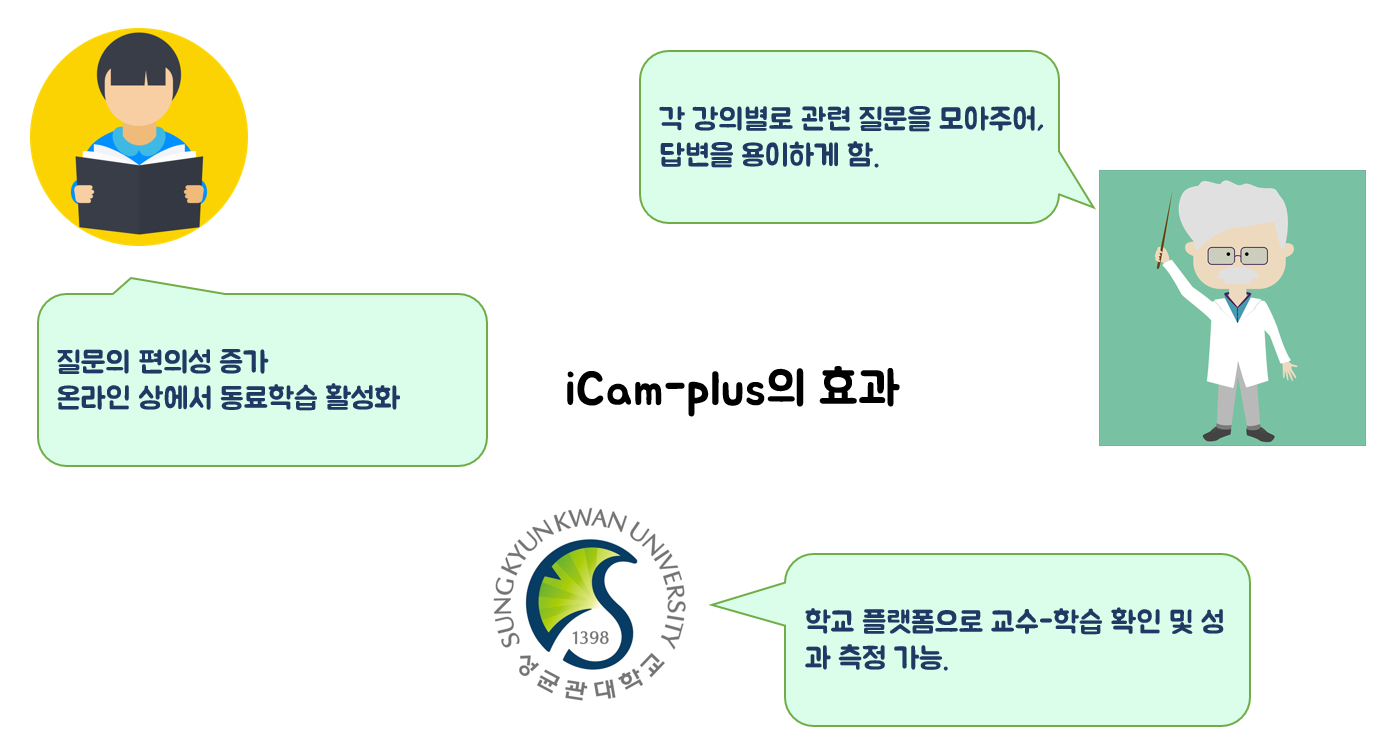 각 강의별로 관련 질문을 모아주어,
답변을 용이하게 함.
질문의 편의성 증가
온라인 상에서 동료학습 활성화
iCam-plus의 효과
SUNGKYUNKWAN UNIVERSITY
1398
성균관대학교
학교 플랫폼으로 교수-학습 확인 및 성
과 측정 가능.